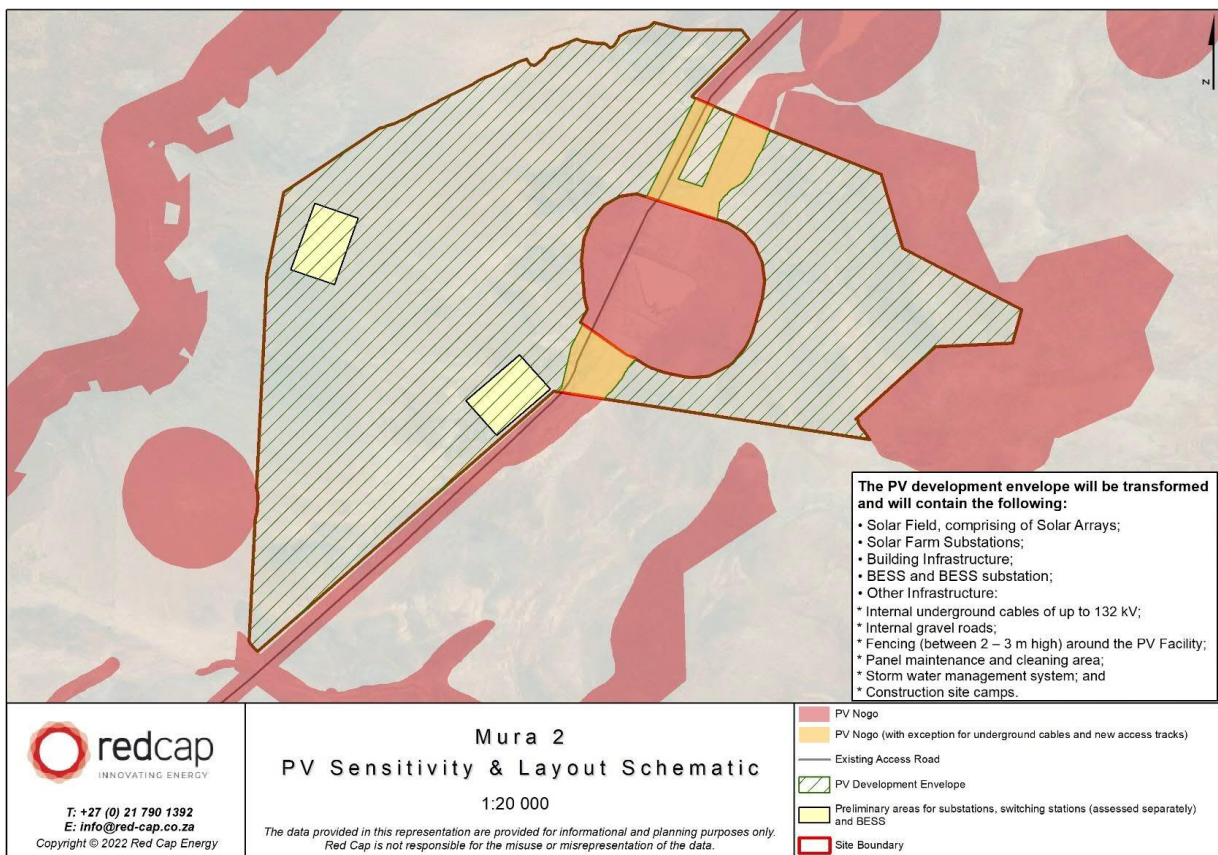 N
The PV development envelope will be transformed
and will contain the following:
• Solar Field, comprising of Solar Arrays;
• Solar Farm Substations;
• Building Infrastructure;
• BESS and BESS substation;
• Other Infrastructure:
* Internal underground cables of up to 132 kV;
* Internal gravel roads;
* Fencing (between 2 – 3 m high) around the PV Facility;
* Panel maintenance and cleaning area;
* Storm water management system; and
* Construction site camps.
redcap
INNOVATING ENERGY
T: +27 (0) 21 790 1392
E: info@red-cap.co.za
Copyright © 2022 Red Cap Energy
Mura 2
PV Sensitivity & Layout Schematic
1:20 000
The data provided in this representation are provided for informational and planning purposes only.
Red Cap is not responsible for the misuse or misrepresentation of the data.
PV Nogo
PV Nogo (with exception for underground cables and new access tracks)
Existing Access Road
PV Development Envelope
Preliminary areas for substations, switching stations (assessed separately)
and BESS
Site Boundary